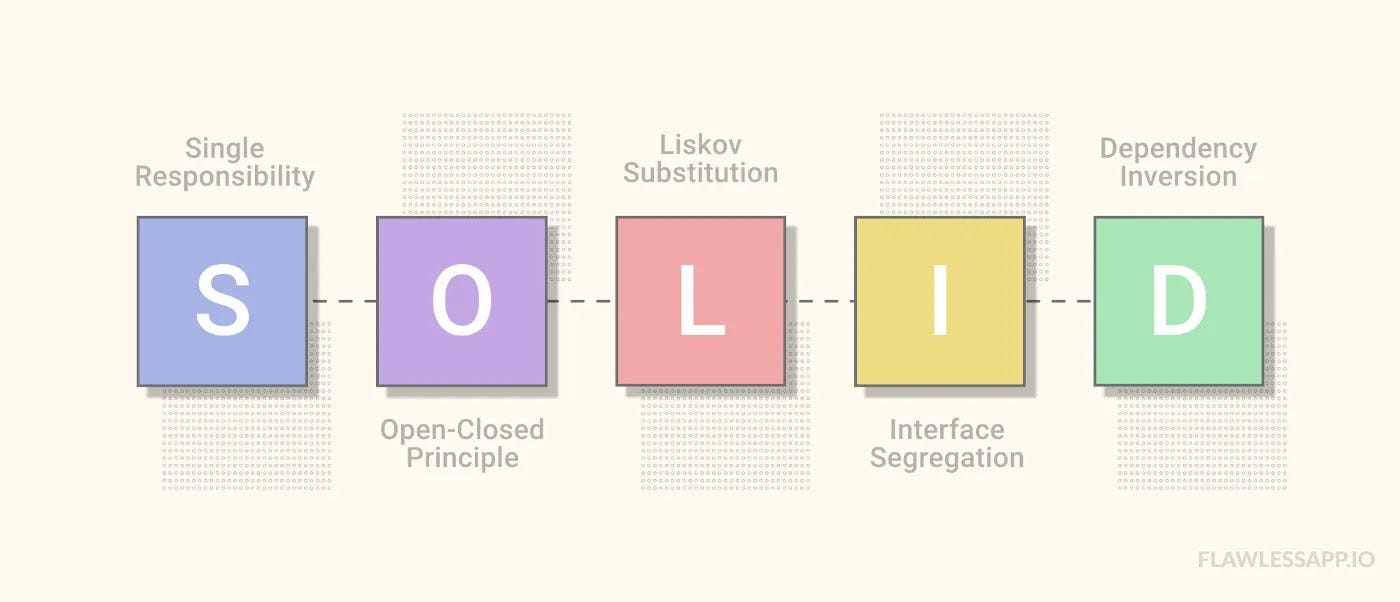 Single
Responsibility
S
O
Open-Closed
Principle
Liskov
Substitution
L
I
Interface
Segregation
Dependency
Inversion
D
FLAWLESSAPP.IO